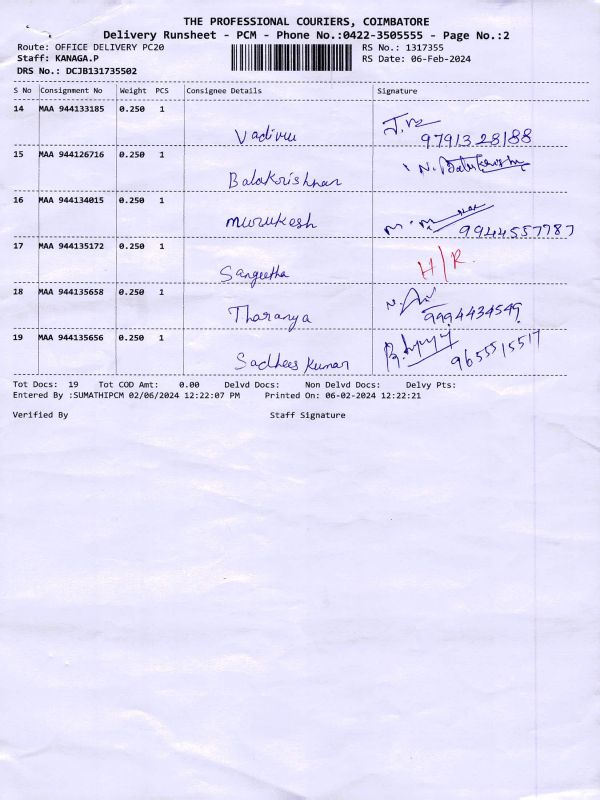 THE PROFESSIONAL COURIERS, COIMBATORE
Delivery Runsheet - PCM - Phone No.:0422-3505555 - Page No.:2
Route: OFFICE DELIVERY PC20 RS No.: 1317355
Staff: KANAGA.P RS Date: 06-Feb-2024
DRS No.: DCJB131735502
S No Consignment No Weight PCS Consignee Details Signature
14 MAA 944133185 0.250 1
Vadivu 9791328188
15 MAA 944126716 0.250 1
Balakrishnan N. Balakrishnan
16 MAA 944134015 0.250 1
murukesh 9944557787
17 MAA 944135172 0.250 1
Sangeetha H/R.
18 MAA 944135658 0.250 1
Tharanya 9994434549
19 MAA 944135656 0.250 1
Sadhees kumar 9655515517
Tot Docs: 19 Tot COD Amt: 0.00 Delvd Docs: Non Delvd Docs: Delvy Pts:
Entered By :SUMATHIPCM 02/06/2024 12:22:07 PM Printed On: 06-02-2024 12:22:21
Verified By Staff Signature